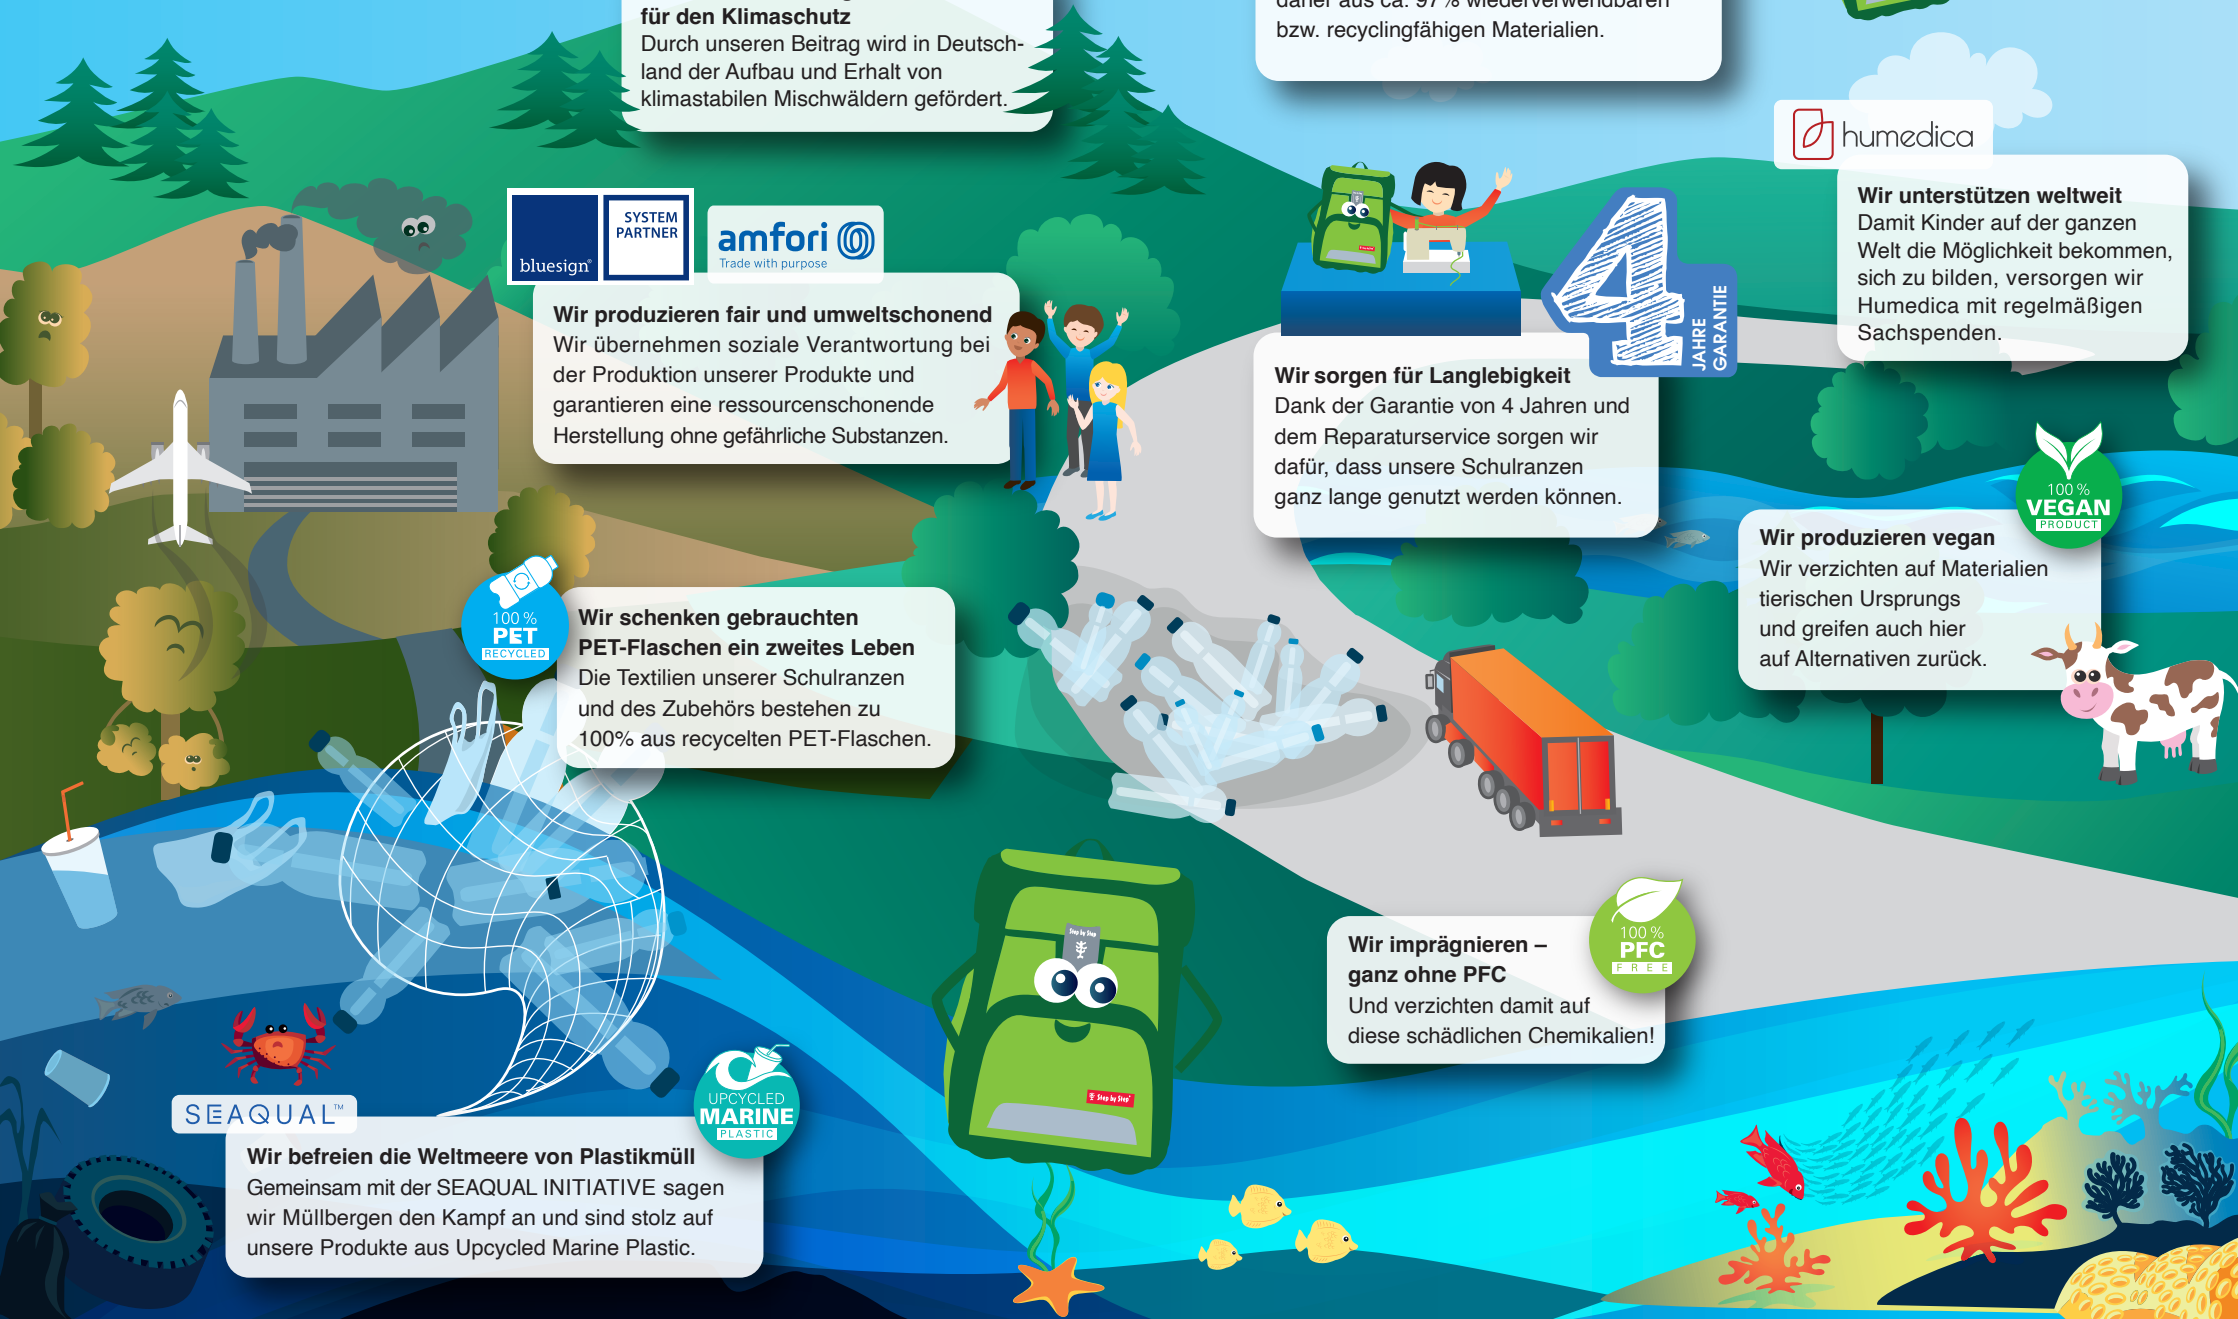 für den Klimaschutz
Durch unseren Beitrag wird in Deutsch-
land der Aufbau und Erhalt von
klimastabilen Mischwäldern gefördert.
bzw. recyclingfähigen Materialien.
humedica
Wir unterstützen weltweit
Damit Kinder auf der ganzen
Welt die Möglichkeit bekommen,
sich zu bilden, versorgen wir
Humedica mit regelmäßigen
Sachspenden.
bluesign®
SYSTEM
PARTNER
amfori
Trade with purpose
Wir produzieren fair und umweltschonend
Wir übernehmen soziale Verantwortung bei
der Produktion unserer Produkte und
garantieren eine ressourcenschonende
Herstellung ohne gefährliche Substanzen.
4
JAHRE
GARANTIE
Wir sorgen für Langlebigkeit
Dank der Garantie von 4 Jahren und
dem Reparaturservice sorgen wir
dafür, dass unsere Schulranzen
ganz lange genutzt werden können.
100 %
VEGAN
PRODUCT
Wir produzieren vegan
Wir verzichten auf Materialien
tierischen Ursprungs
und greifen auch hier
auf Alternativen zurück.
100 %
PET
RECYCLED
Wir schenken gebrauchten
PET-Flaschen ein zweites Leben
Die Textilien unserer Schulranzen
und des Zubehörs bestehen zu
100% aus recycelten PET-Flaschen.
Step by Step
Step by Step®
100 %
PFC
FREE
Wir imprägnieren –
ganz ohne PFC
Und verzichten damit auf
diese schädlichen Chemikalien!
SEAQUAL™
UPCYCLED
MARINE
PLASTIC
Wir befreien die Weltmeere von Plastikmüll
Gemeinsam mit der SEAQUAL INITIATIVE sagen
wir Müllbergen den Kampf an und sind stolz auf
unsere Produkte aus Upcycled Marine Plastic.